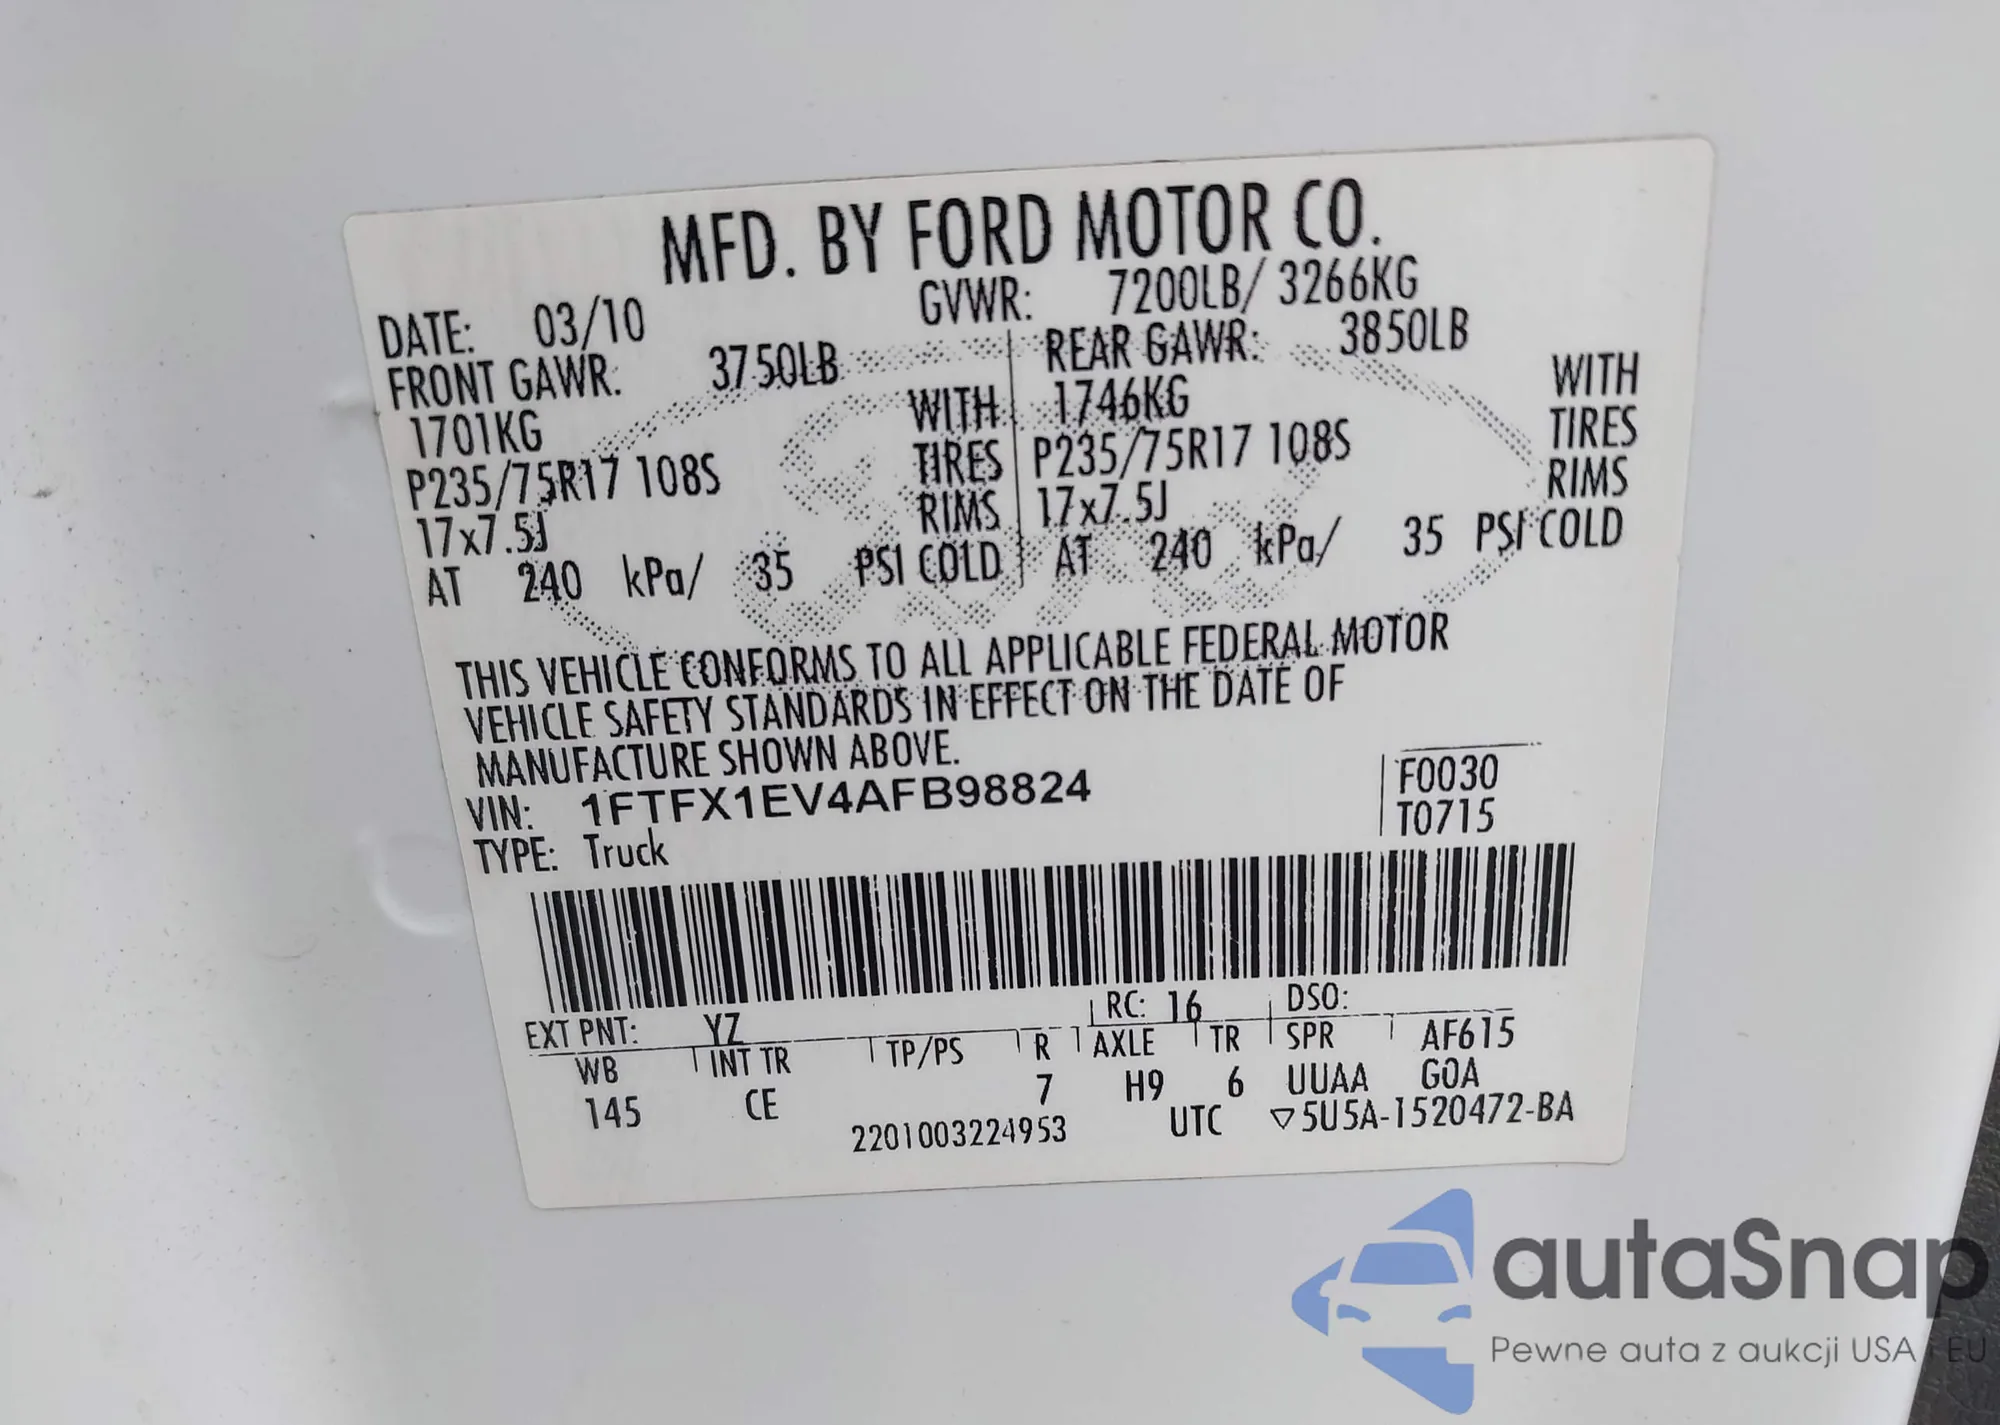 MFD. BY FORD MOTOR CO.
DATE: 03/10 GVWR: 7200LB/ 3266KG
FRONT GAWR: 3750LB REAR GAWR: 3850LB
1701KG WITH 1746KG WITH
P235/75R17 108S TIRES P235/75R17 108S TIRES
17x7.5J RIMS 17x7.5J RIMS
AT 240 kPa/ 35 PSI COLD AT 240 kPa/ 35 PSI COLD
THIS VEHICLE CONFORMS TO ALL APPLICABLE FEDERAL MOTOR
VEHICLE SAFETY STANDARDS IN EFFECT ON THE DATE OF
MANUFACTURE SHOWN ABOVE.
VIN: 1FTFX1EV4AFB98824 F0030
TYPE: Truck T0715
EXT PNT: YZ RC: 16 DSO:
WB INT TR TP/PS R AXLE TR SPR AF615
145 CE 7 H9 6 UUAA GOA
2201003224953 UTC ▽5U5A-1520472-BA
autaSnap
Pewne auta z aukcji USA i EU